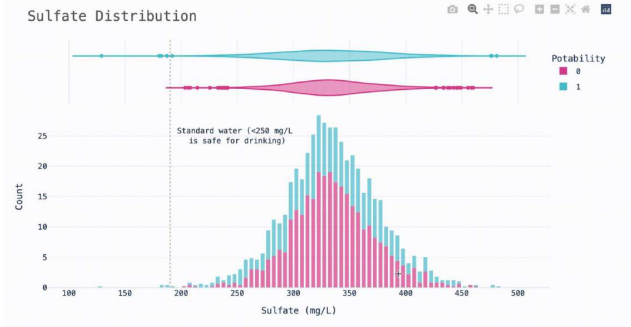 Sulfate Distribution
Potability
0
1
Standard water (<250 mg/L
is safe for drinking)
25
20
15
10
5
0
Count
100 150 200 250 300 350 400 450 500
Sulfate (mg/L)